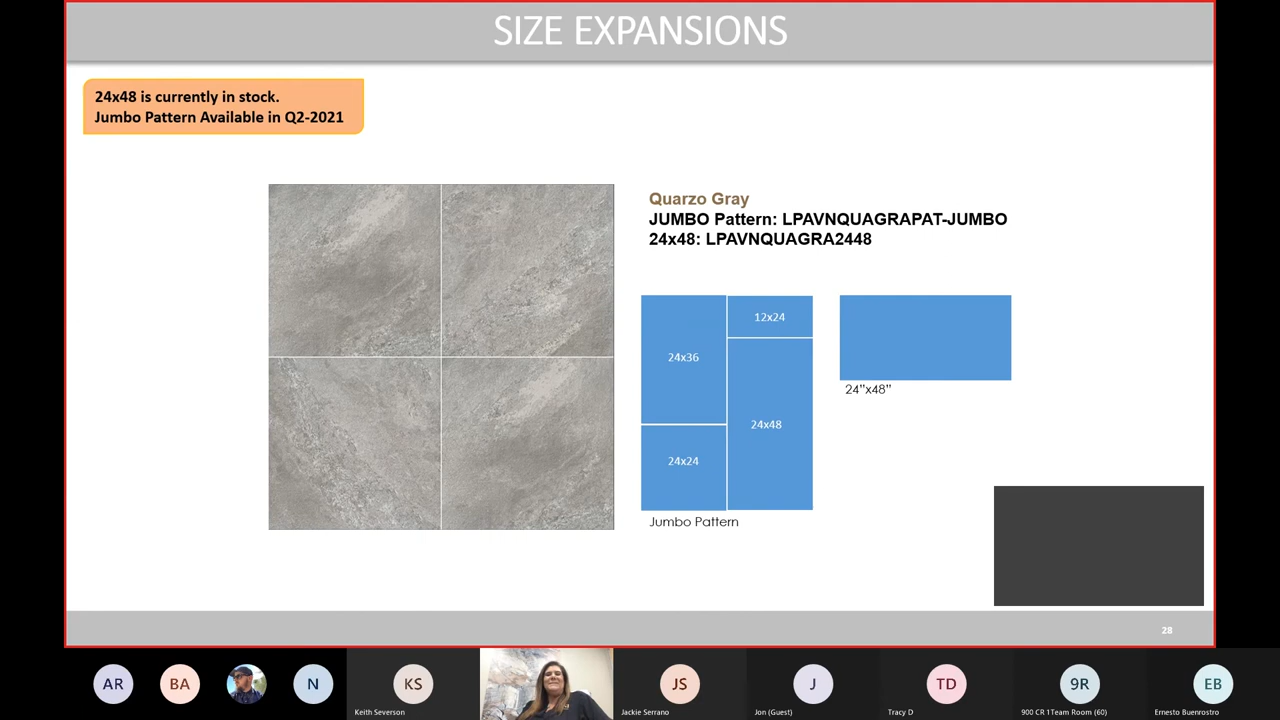 SIZE EXPANSIONS
24x48 is currently in stock.
Jumbo Pattern Available in Q2-2021
Quarzo Gray
JUMBO Pattern: LPAVNQUAGRAPAT-JUMBO
24x48: LPAVNQUAGRA2448
12x24
24x36
24x48
24x24
Jumbo Pattern
24”x48”
28
AR
BA
N
KS
JS
J
TD
9R
EB
Keith Severson
Jackie Serrano
Jon (Guest)
Tracy D
900 CR 1Team Room (60)
Ernesto Buenrostro